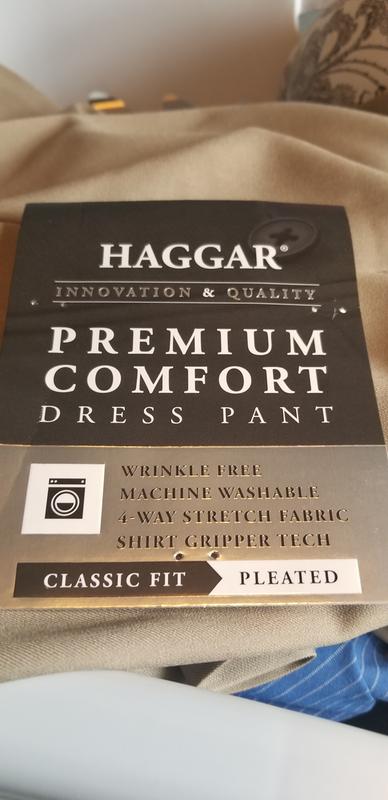 HAGGAR®
INNOVATION & QUALITY
PREMIUM
COMFORT
DRESS PANT
WRINKLE FREE
MACHINE WASHABLE
4-WAY STRETCH FABRIC
SHIRT GRIPPER TECH
CLASSIC FIT PLEATED